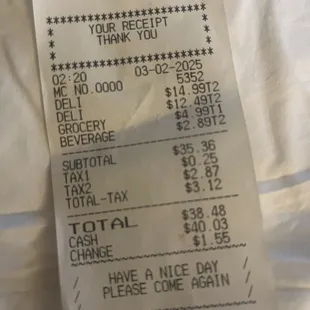 ************************
YOUR RECEIPT
THANK YOU
************************
02:20 03-02-2025
MC NO.0000 5352
DELI $14.99T2
DELI $12.49T2
GROCERY $4.99T1
BEVERAGE $2.89T2
SUBTOTAL $35.36
TAX1 $0.25
TAX2 $2.87
TOTAL-TAX $3.12
TOTAL $38.48
CASH $40.03
CHANGE $1.55
HAVE A NICE DAY
PLEASE COME AGAIN